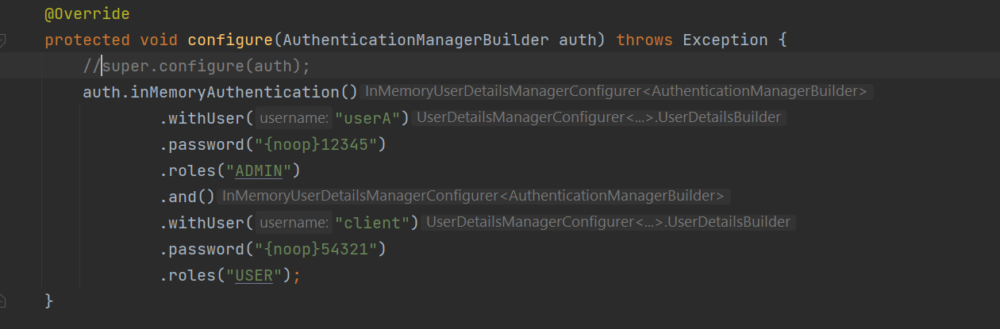 @Override
protected void configure(AuthenticationManagerBuilder auth) throws Exception {
//super.configure(auth);
auth.inMemoryAuthentication() InMemoryUserDetailsManagerConfigurer<AuthenticationManagerBuilder>
.withUser( username: "userA") UserDetailsManagerConfigurer<...>.UserDetailsBuilder
.password("{noop}12345")
.roles("ADMIN")
.and() InMemoryUserDetailsManagerConfigurer<AuthenticationManagerBuilder>
.withUser( username: "client") UserDetailsManagerConfigurer<...>.UserDetailsBuilder
.password("{noop}54321")
.roles("USER");
}